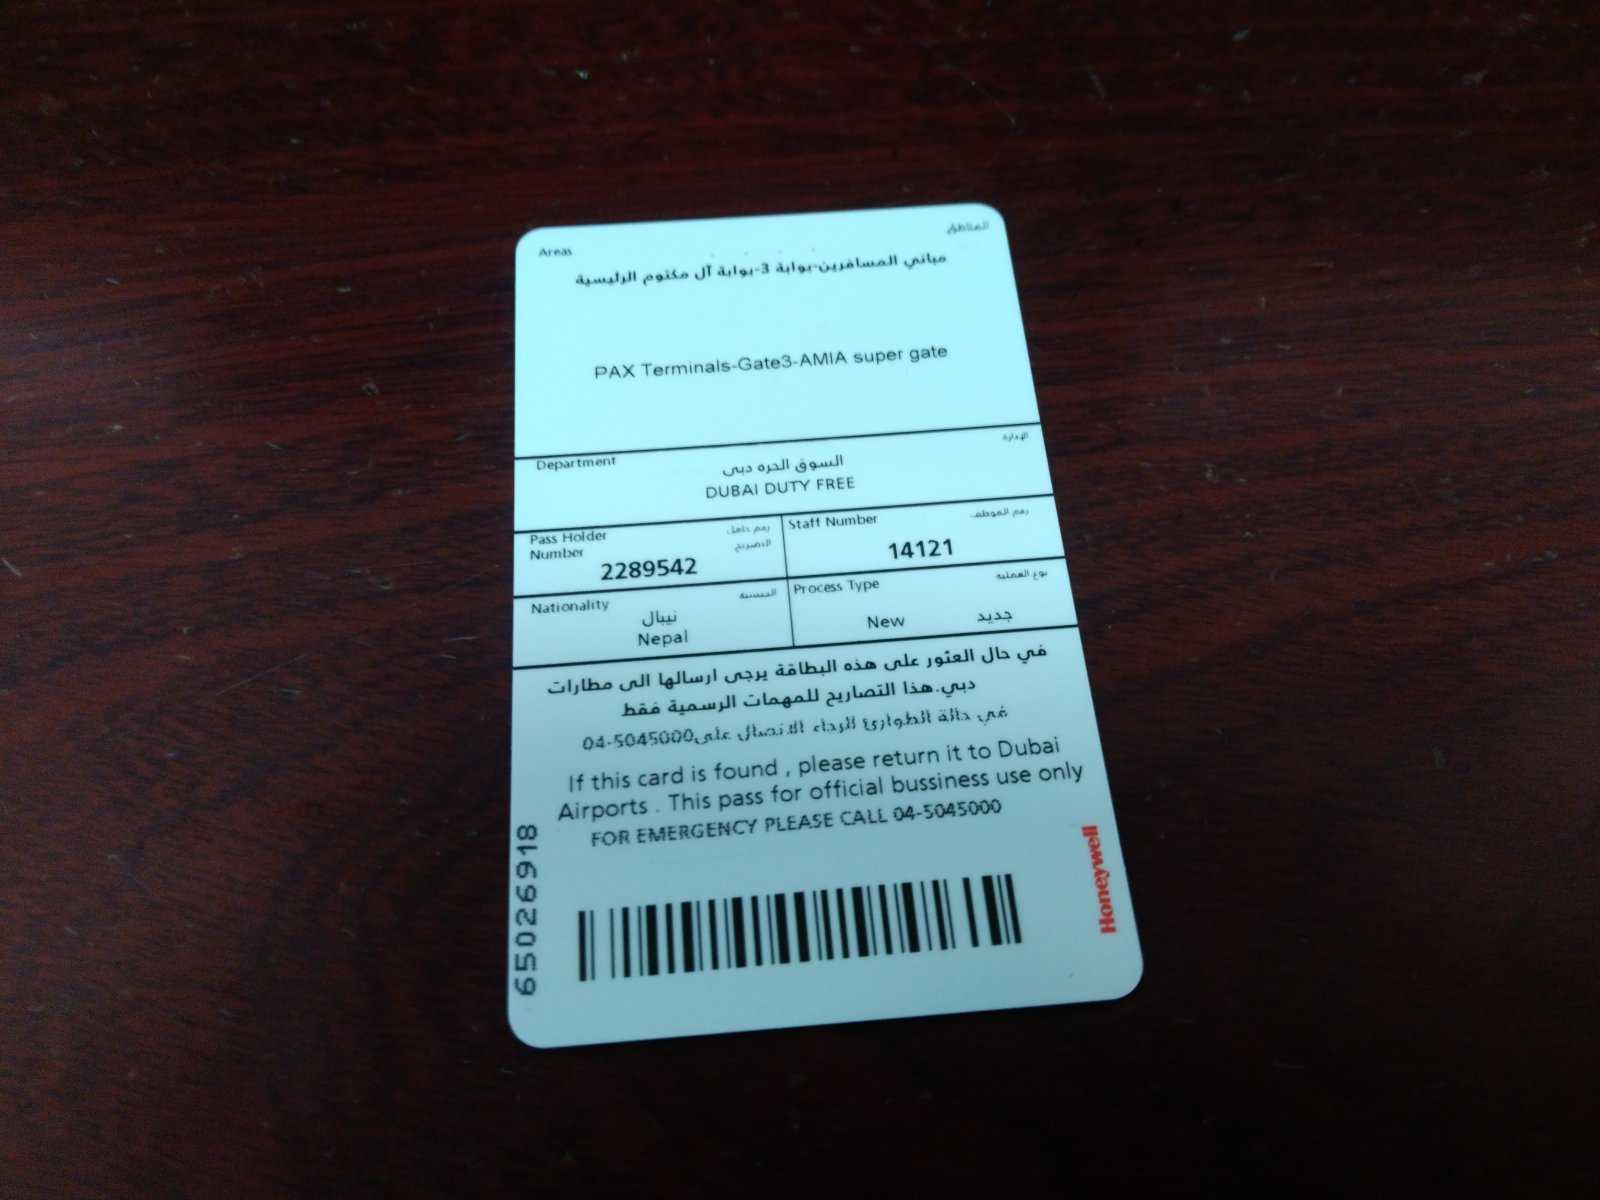 Areas المناطق
مباني المسافرين-بوابة 3-بوابة آل مكتوم الرئيسية
PAX Terminals-Gate3-AMIA super gate
Department الإدارة
السوق الحره دبي
DUBAI DUTY FREE
Pass Holder Number رقم حامل التصريح
2289542
Staff Number رقم الموظف
14121
Nationality الجنسية
نيبال
Nepal
Process Type نوع العملية
New جديد
في حال العثور على هذه البطاقة يرجى ارسالها الى مطارات
دبي.هذا التصاريح للمهمات الرسمية فقط
في حالة الطوارئ الرجاء الاتصال على04-5045000
If this card is found , please return it to Dubai
Airports . This pass for official bussiness use only
FOR EMERGENCY PLEASE CALL 04-5045000
65026918
Honeywell